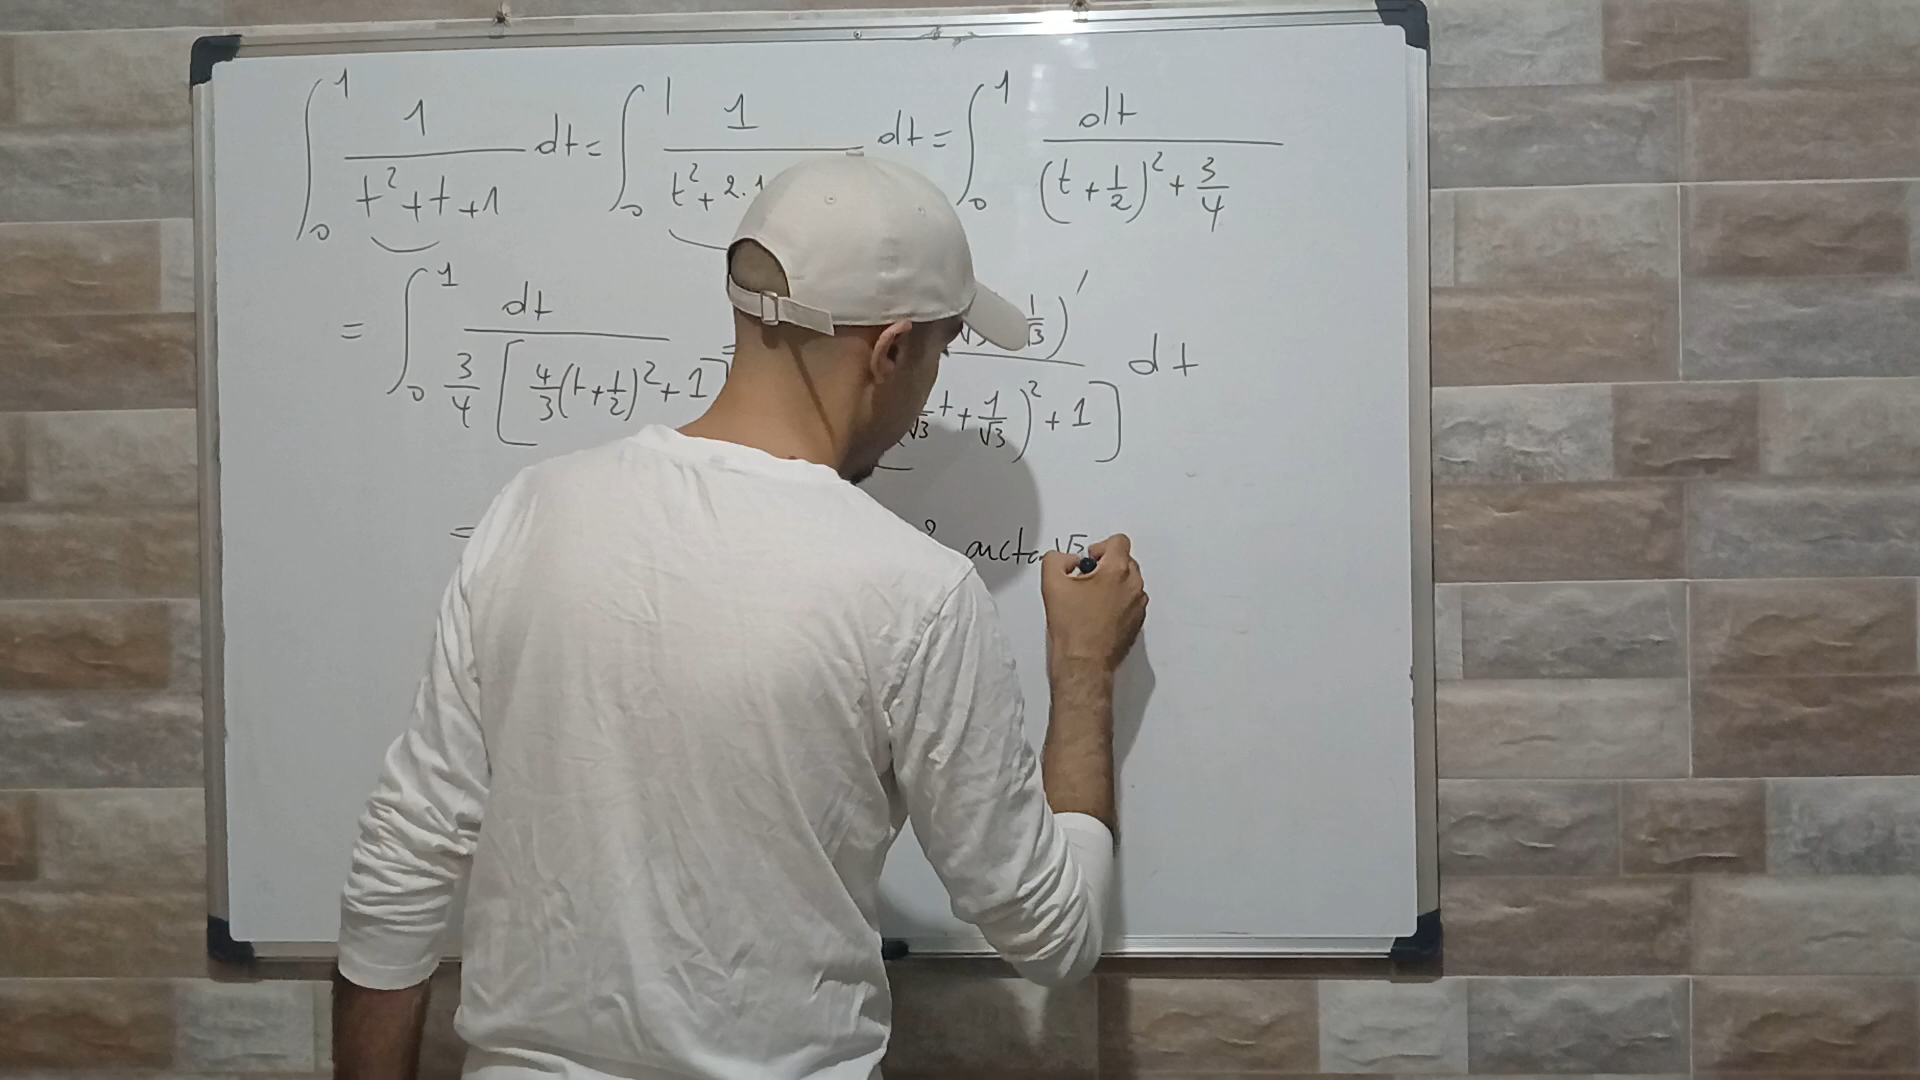 ∫₀¹ 1/(t²+t+1) dt = ∫₀¹ 1/(t²+2·1 dt = ∫₀¹ dt/((t+1/2)²+3/4)
= ∫₀¹ dt/(3/4[4/3(t+1/2)²+1]) = 1/√3)′/(√3 t+1/√3)²+1] dt
= arcta √3